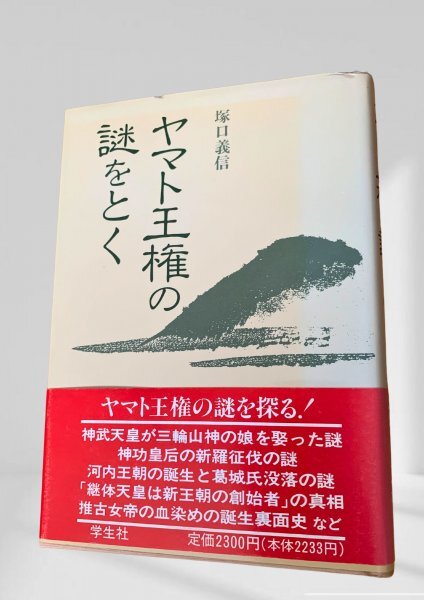 塚口義信
ヤマト王権の
謎をとく
ヤマト王権の謎を探る!
神武天皇が三輪山神の娘を娶った謎
神功皇后の新羅征伐の謎
河内王朝の誕生と葛城氏没落の謎
「継体天皇は新王朝の創始者」の真相
推古女帝の血染めの誕生裏面史 など
学生社
定価2300円(本体2233円)